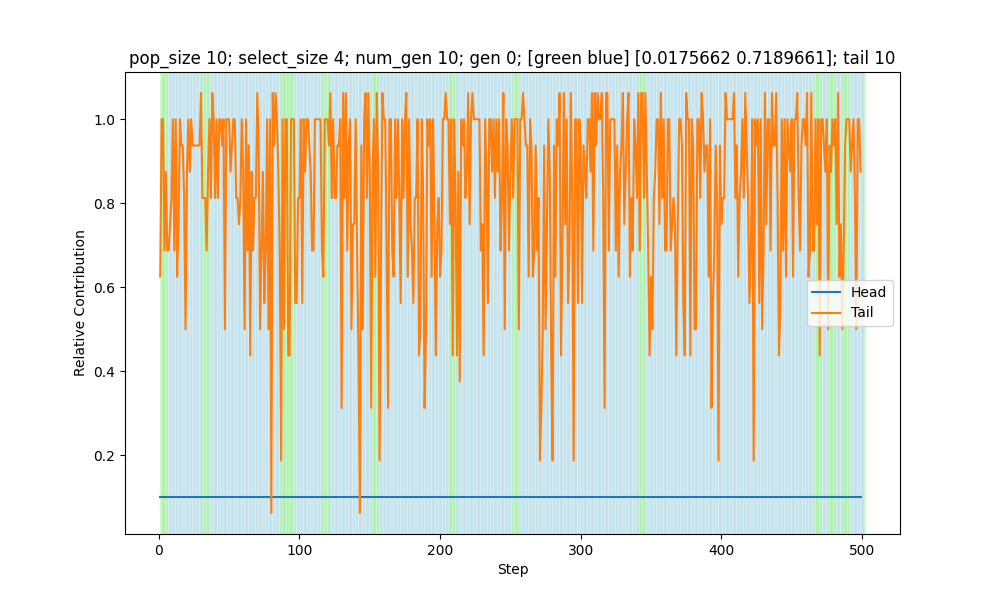 pop_size 10; select_size 4; num_gen 10; gen 0; [green blue] [0.0175662 0.7189661]; tail 10
Relative Contribution
1.0
0.8
0.6
0.4
0.2
Head
Tail
0
100
200
300
400
500
Step